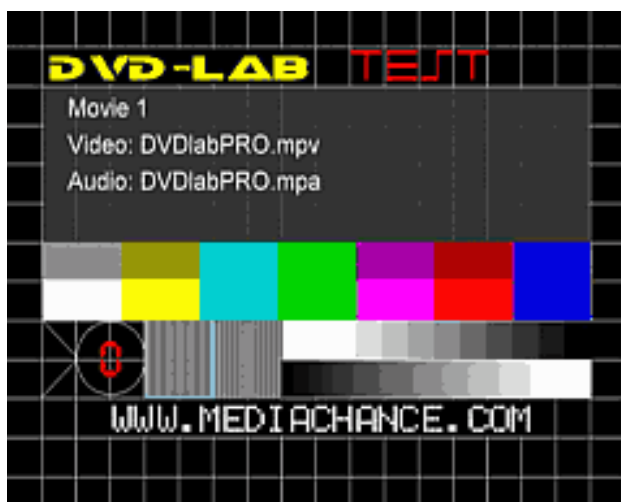 DVD-LAB TEST
Movie 1
Video: DVDlabPRO.mpv
Audio: DVDlabPRO.mpa
0
WWW.MEDIACHANCE.COM